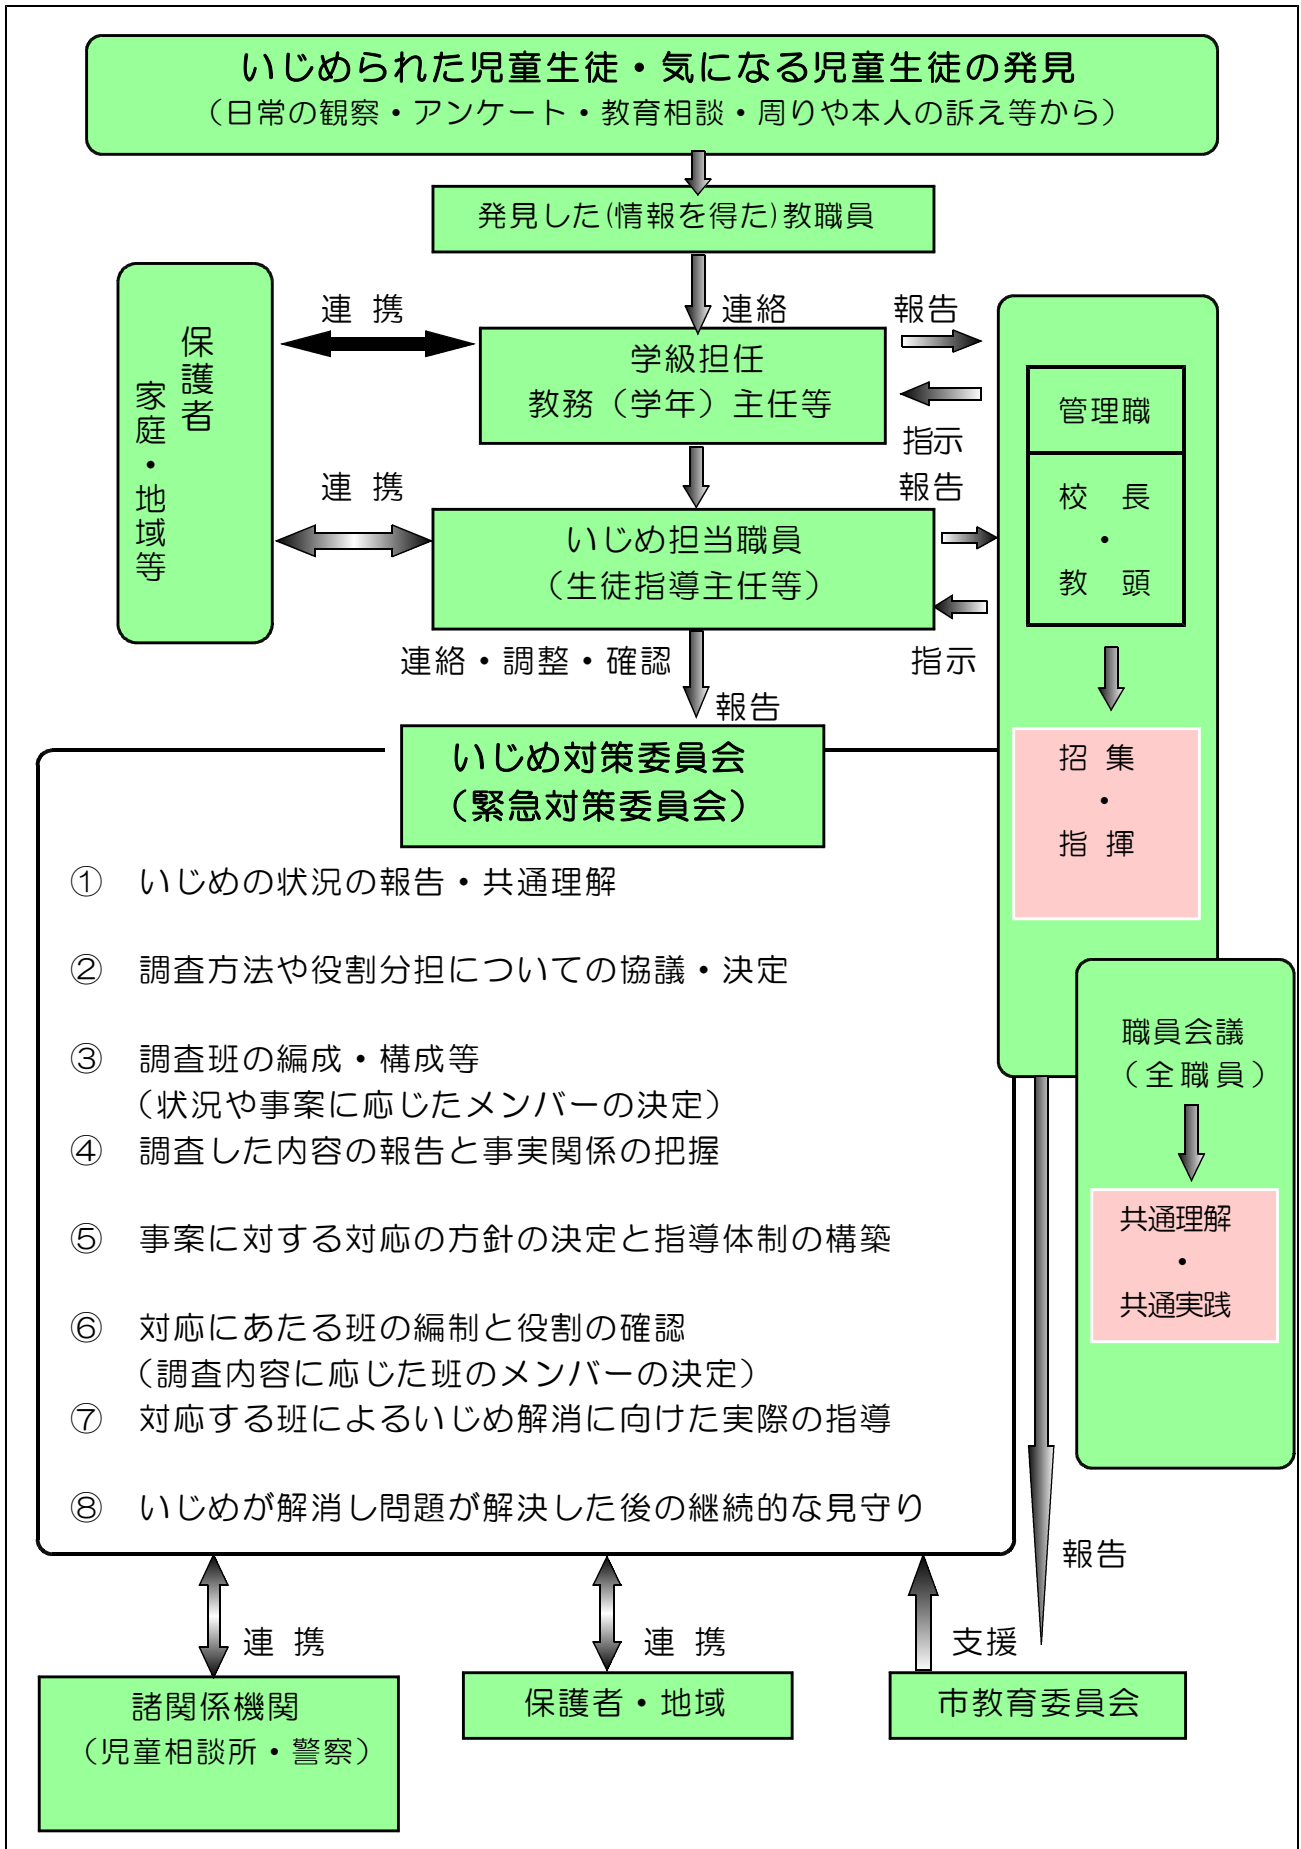 いじめられた児童生徒・気になる児童生徒の発見
（日常の観察・アンケート・教育相談・周りや本人の訴え等から）
発見した(情報を得た)教職員
連絡
連 携
報告
保護者
家庭・地域等
学級担任
教務（学年）主任等
指示
管理職
校 長
・
教 頭
連 携
報告
いじめ担当職員
（生徒指導主任等）
指示
連絡・調整・確認
報告
招 集
・
指 揮
いじめ対策委員会
（緊急対策委員会）
① いじめの状況の報告・共通理解
② 調査方法や役割分担についての協議・決定
③ 調査班の編成・構成等
（状況や事案に応じたメンバーの決定）
④ 調査した内容の報告と事実関係の把握
⑤ 事案に対する対応の方針の決定と指導体制の構築
⑥ 対応にあたる班の編制と役割の確認
（調査内容に応じた班のメンバーの決定）
⑦ 対応する班によるいじめ解消に向けた実際の指導
⑧ いじめが解消し問題が解決した後の継続的な見守り
職員会議
（全職員）
共通理解
・
共通実践
報告
連 携
連 携
支援
諸関係機関
（児童相談所・警察）
保護者・地域
市教育委員会